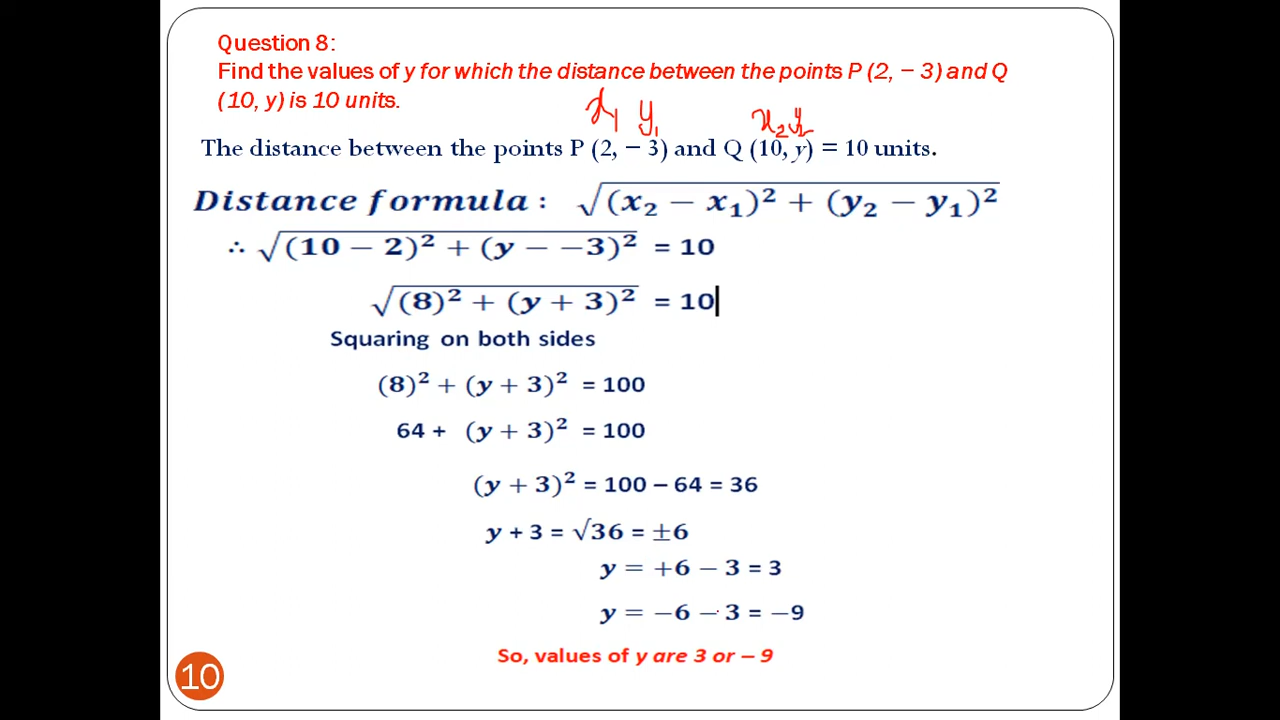 Question 8:
Find the values of y for which the distance between the points P (2, − 3) and Q
(10, y) is 10 units.
x₁ y₁ x₂ y₂
The distance between the points P (2, − 3) and Q (10, y) = 10 units.
Distance formula : √(x₂ − x₁)² + (y₂ − y₁)²
∴ √(10 − 2)² + (y − −3)² = 10
√(8)² + (y + 3)² = 10
Squaring on both sides
(8)² + (y + 3)² = 100
64 + (y + 3)² = 100
(y + 3)² = 100 – 64 = 36
y + 3 = √36 = ±6
y = +6 − 3 = 3
y = −6 − 3 = −9
So, values of y are 3 or – 9
10